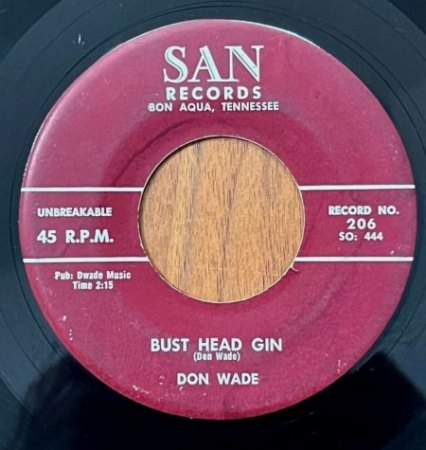 SAN
RECORDS
BON AQUA, TENNESSEE
UNBREAKABLE
45 R.P.M.
RECORD NO.
206
SO: 444
Pub: Dwade Music
Time 2:15
BUST HEAD GIN
(Don Wade)
DON WADE